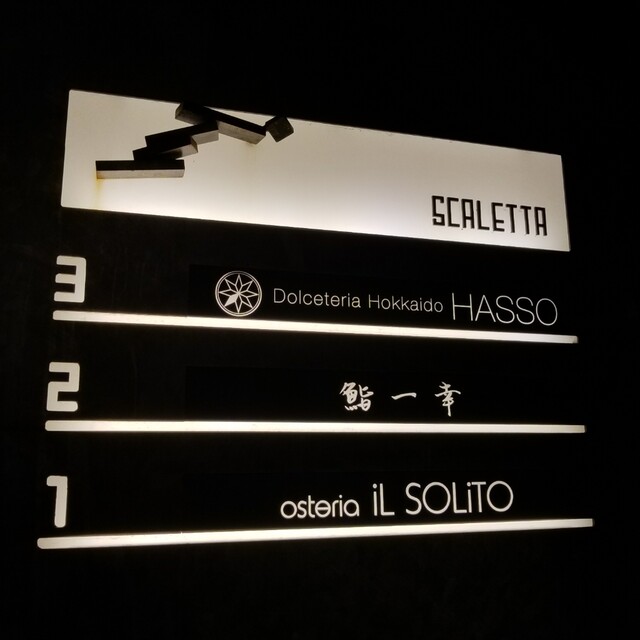 SCALETTA
3 Dolceteria Hokkaido HASSO
2 鮨一幸
1 osteria iL SOLiTO